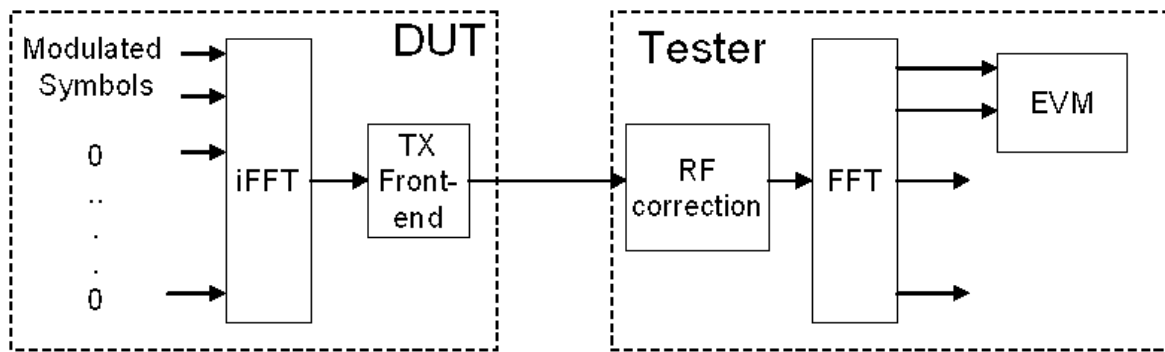 DUT
Modulated
Symbols
0
..
.
.
0
iFFT
TX
Front-
end
Tester
RF
correction
FFT
EVM